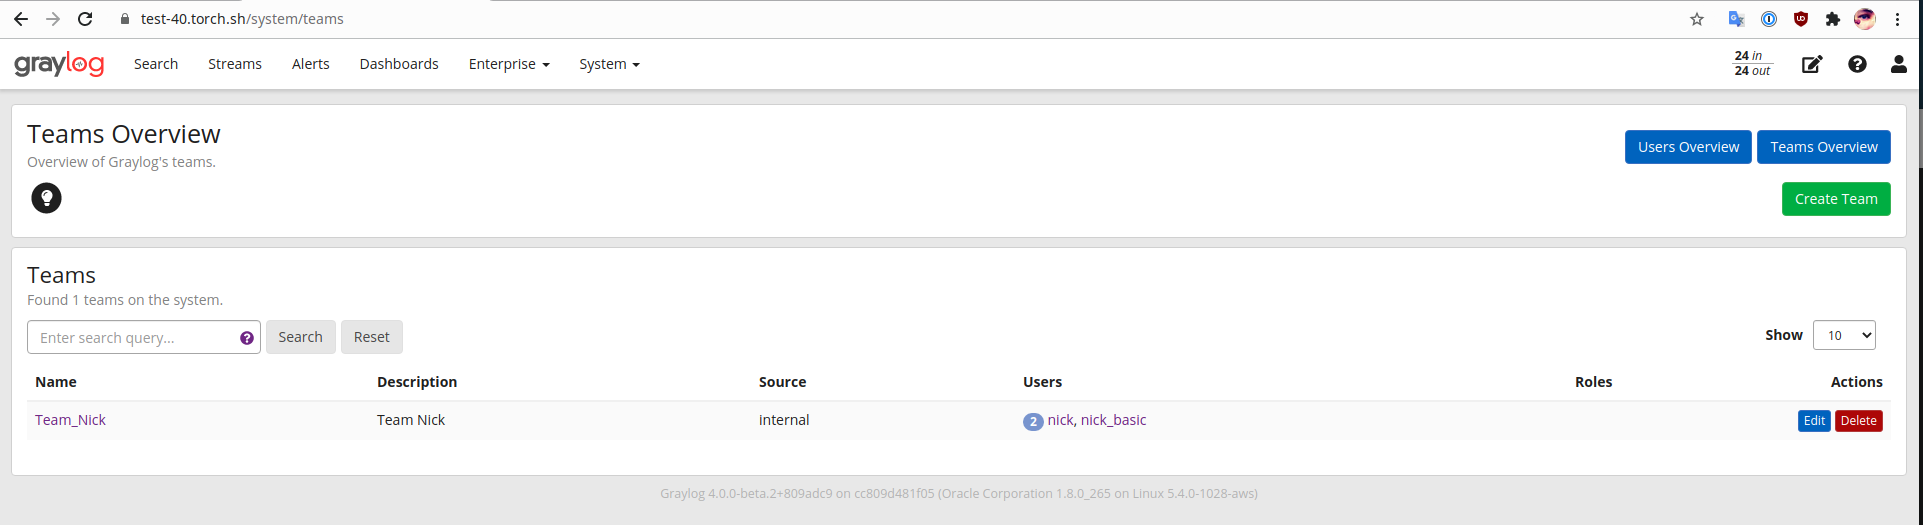 test-40.torch.sh/system/teams
graylog Search Streams Alerts Dashboards Enterprise System 24 in
24 out
Teams Overview
Overview of Graylog's teams.
Users Overview Teams Overview
Create Team
Teams
Found 1 teams on the system.
Enter search query... ? Search Reset Show 10
Name Description Source Users Roles Actions
Team_Nick Team Nick internal 2 nick, nick_basic Edit Delete
Graylog 4.0.0-beta.2+809adc9 on cc809d481f05 (Oracle Corporation 1.8.0_265 on Linux 5.4.0-1028-aws)